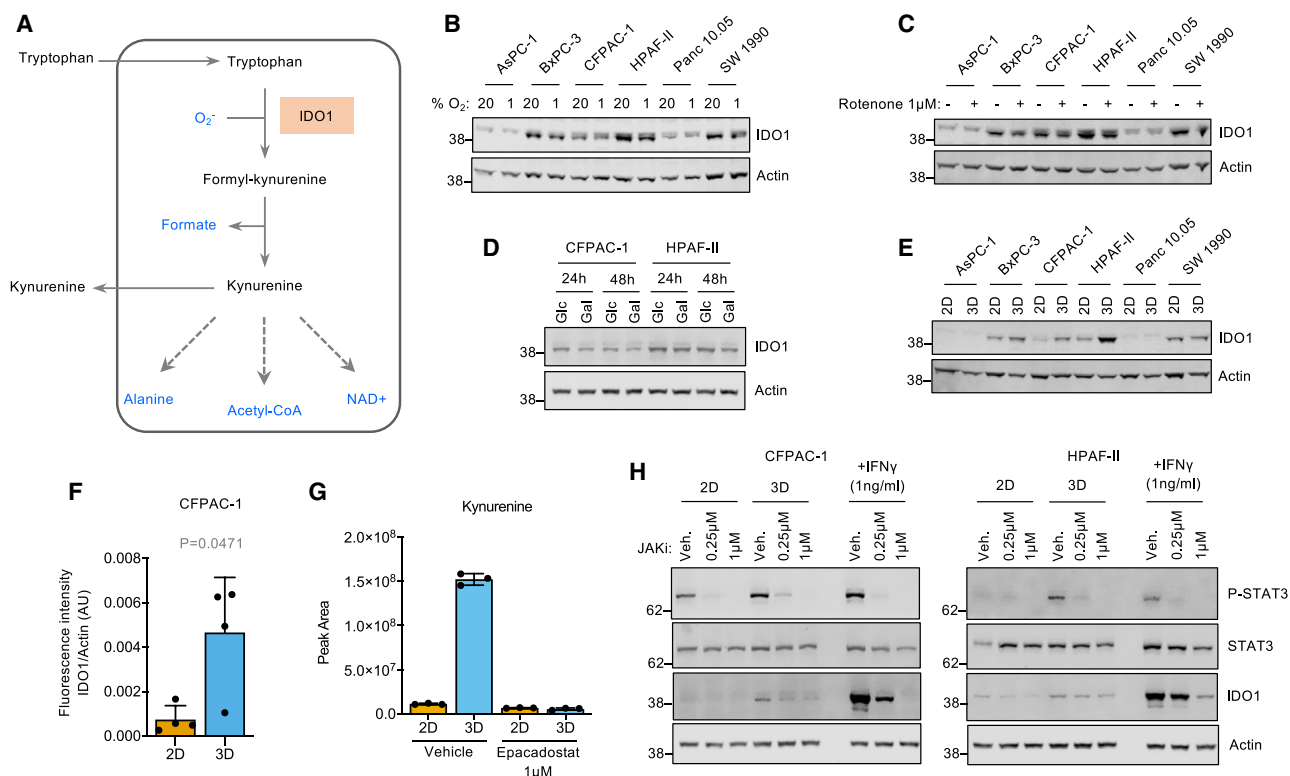 A
Tryptophan
Tryptophan
O₂⁻
IDO1
Formyl-kynurenine
Formate
Kynurenine
Kynurenine
Alanine
Acetyl-CoA
NAD+
B
AsPC-1 BxPC-3 CFPAC-1 HPAF-II Panc 10.05 SW 1990
% O₂: 20 1 20 1 20 1 20 1 20 1 20 1
38 IDO1
38 Actin
C
AsPC-1 BxPC-3 CFPAC-1 HPAF-II Panc 10.05 SW 1990
Rotenone 1μM: - + - + - + - + - + - +
38 IDO1
38 Actin
D
CFPAC-1 HPAF-II
24h 48h 24h 48h
Glc Gal Glc Gal Glc Gal Glc Gal
38 IDO1
38 Actin
E
AsPC-1 BxPC-3 CFPAC-1 HPAF-II Panc 10.05 SW 1990
2D 3D 2D 3D 2D 3D 2D 3D 2D 3D 2D 3D
38 IDO1
38 Actin
F
CFPAC-1
P=0.0471
Fluorescence intensity
IDO1/Actin (AU)
0.008
0.006
0.004
0.002
0.000
2D 3D
G
Kynurenine
Peak Area
2.0×10⁸
1.5×10⁸
1.0×10⁸
5.0×10⁷
0.0
2D 3D 2D 3D
Vehicle Epacadostat
1μM
H
CFPAC-1 HPAF-II
2D 3D +IFNγ 2D 3D +IFNγ
(1ng/ml) (1ng/ml)
JAKi: Veh. 0.25μM 1μM Veh. 0.25μM 1μM Veh. 0.25μM 1μM Veh. 0.25μM 1μM Veh. 0.25μM 1μM Veh. 0.25μM 1μM
62 62 P-STAT3
62 62 STAT3
38 38 IDO1
38 38 Actin